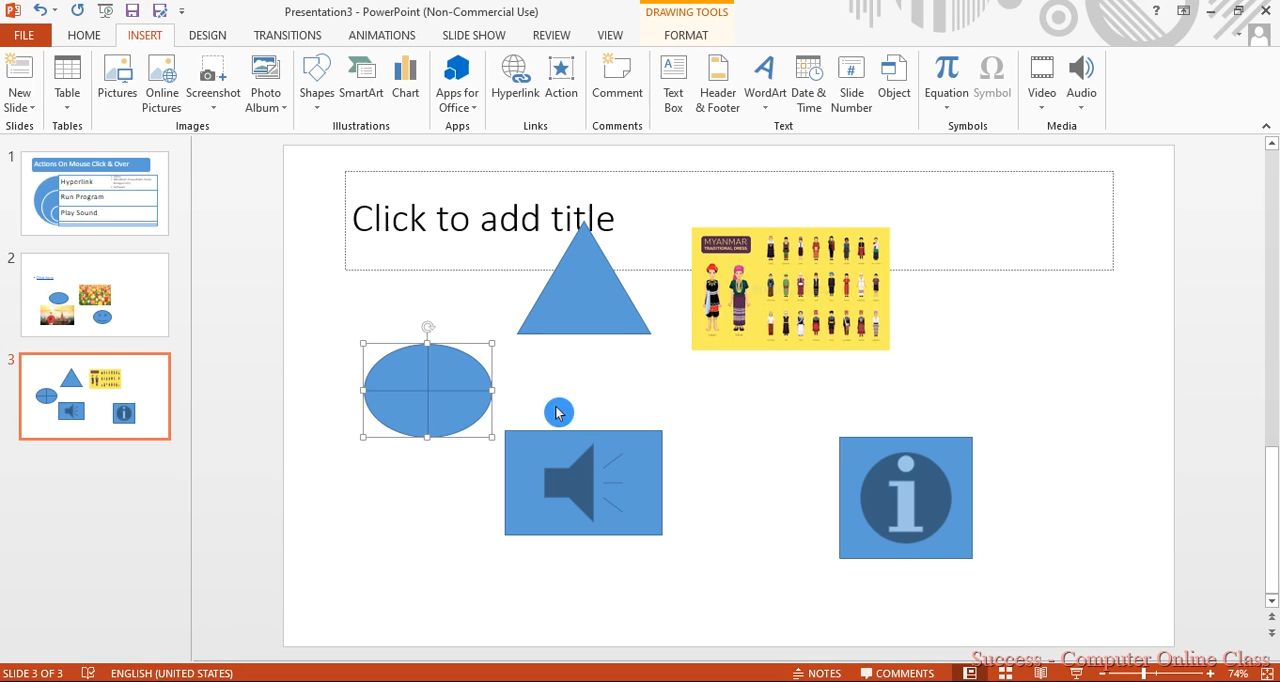 Presentation3 - PowerPoint (Non-Commercial Use)
DRAWING TOOLS
?
FILE HOME INSERT DESIGN TRANSITIONS ANIMATIONS SLIDE SHOW REVIEW VIEW FORMAT
New Slide
Table
Pictures
Online Pictures
Screenshot
Photo Album
Shapes
SmartArt
Chart
Apps for Office
Hyperlink
Action
Comment
Text Box
Header & Footer
WordArt
Date & Time
Slide Number
Object
Equation
Symbol
Video
Audio
Slides Tables Images Illustrations Apps Links Comments Text Symbols Media
1
Actions On Mouse Click & Over
Hyperlink
Run Program
Play Sound
2
3
Click to add title
MYANMAR
TRADITIONAL DRESS
i
SLIDE 3 OF 3 ENGLISH (UNITED STATES) NOTES COMMENTS 74%
Success - Computer Online Class